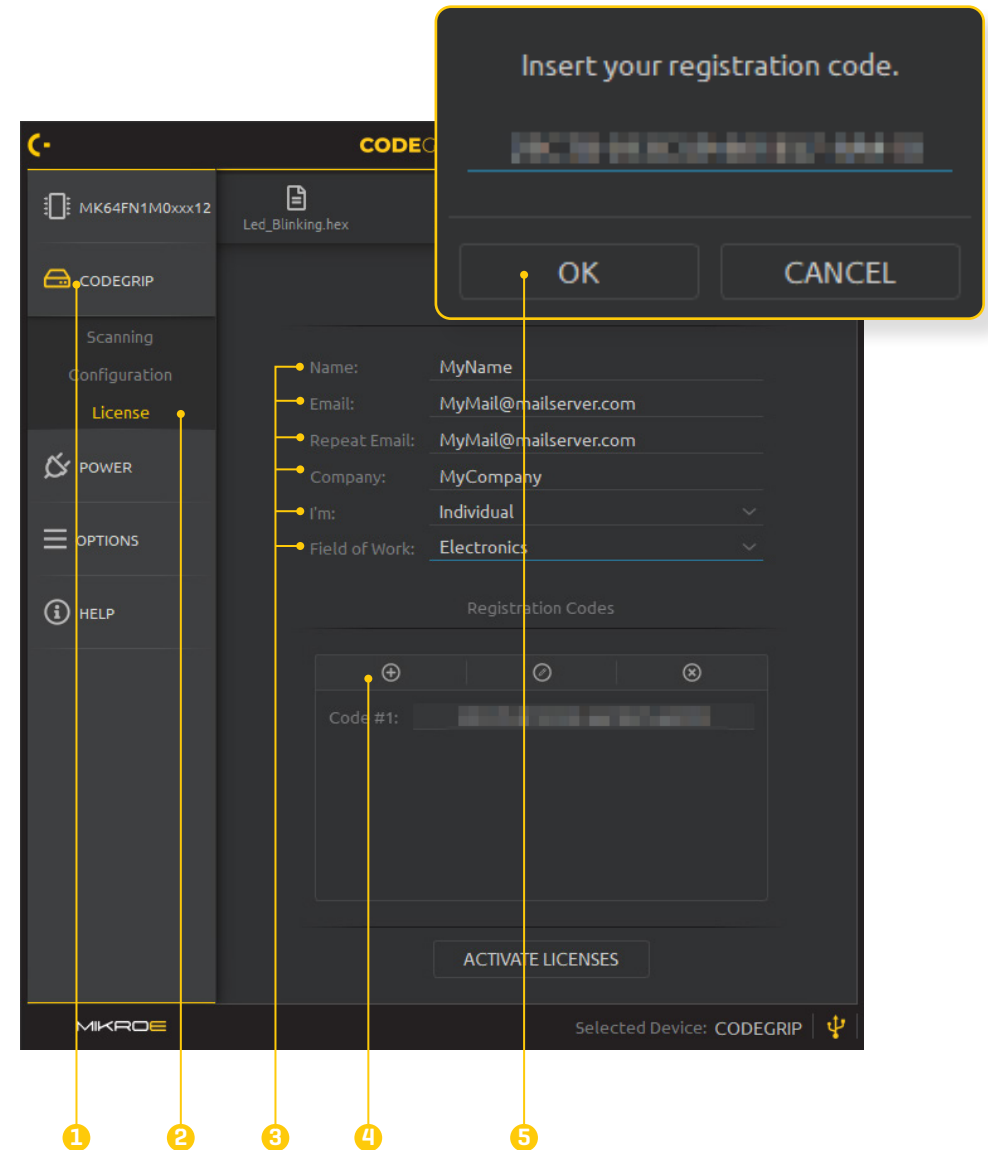 Insert your registration code.
OK CANCEL
CODE
MK64FN1M0xxx12
Led_Blinking.hex
CODEGRIP
Scanning
Configuration
License
POWER
OPTIONS
HELP
Name: MyName
Email: MyMail@mailserver.com
Repeat Email: MyMail@mailserver.com
Company: MyCompany
I'm: Individual
Field of Work: Electronics
Registration Codes
Code #1:
ACTIVATE LICENSES
MIKROE
Selected Device: CODEGRIP
1 2 3 4 5